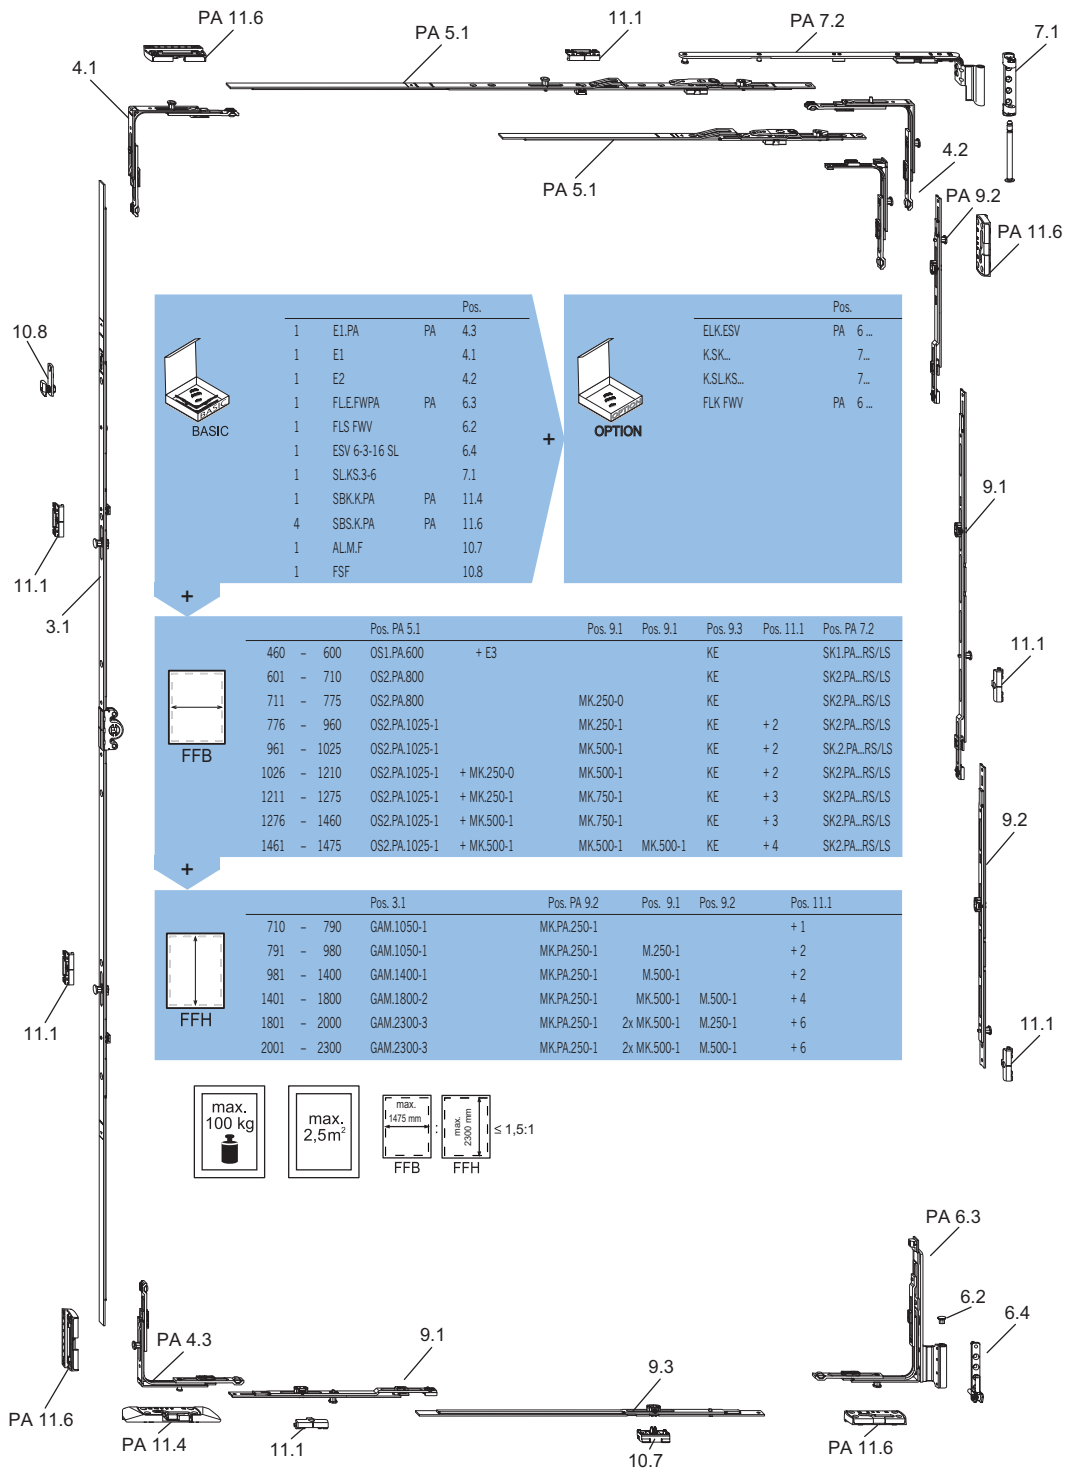 PA 11.6
PA 5.1
11.1
PA 7.2
7.1
4.1
PA 5.1
4.2
PA 9.2
PA 11.6
10.8
11.1
3.1
Pos.
1 E1.PA PA 4.3
1 E1 4.1
1 E2 4.2
1 FL.E.FWPA PA 6.3
1 FLS FWV 6.2
1 ESV 6-3-16 SL 6.4
1 SL.KS.3-6 7.1
1 SBK.K.PA PA 11.4
4 SBS.K.PA PA 11.6
1 AL.M.F 10.7
1 FSF 10.8
BASIC
BASIC
+
Pos.
ELK.ESV PA 6 ...
K.SK... 7...
K.SL.KS... 7...
FLK FWV PA 6 ...
OPTION
OPTION
9.1
+
Pos. PA 5.1 Pos. 9.1 Pos. 9.1 Pos. 9.3 Pos. 11.1 Pos. PA 7.2
460 – 600 OS1.PA.600 + E3 KE SK1.PA...RS/LS
601 – 710 OS2.PA.800 KE SK2.PA...RS/LS
711 – 775 OS2.PA.800 MK.250-0 KE SK2.PA...RS/LS
776 – 960 OS2.PA.1025-1 MK.250-1 KE + 2 SK2.PA...RS/LS
961 – 1025 OS2.PA.1025-1 MK.500-1 KE + 2 SK.2.PA...RS/LS
1026 – 1210 OS2.PA.1025-1 + MK.250-0 MK.500-1 KE + 2 SK2.PA...RS/LS
1211 – 1275 OS2.PA.1025-1 + MK.250-1 MK.750-1 KE + 3 SK2.PA...RS/LS
1276 – 1460 OS2.PA.1025-1 + MK.500-1 MK.750-1 KE + 3 SK2.PA...RS/LS
1461 – 1475 OS2.PA.1025-1 + MK.500-1 MK.500-1 MK.500-1 KE + 4 SK2.PA...RS/LS
FFB
11.1
9.2
+
Pos. 3.1 Pos. PA 9.2 Pos. 9.1 Pos. 9.2 Pos. 11.1
710 – 790 GAM.1050-1 MK.PA.250-1 + 1
791 – 980 GAM.1050-1 MK.PA.250-1 M.250-1 + 2
981 – 1400 GAM.1400-1 MK.PA.250-1 M.500-1 + 2
1401 – 1800 GAM.1800-2 MK.PA.250-1 MK.500-1 M.500-1 + 4
1801 – 2000 GAM.2300-3 MK.PA.250-1 2x MK.500-1 M.250-1 + 6
2001 – 2300 GAM.2300-3 MK.PA.250-1 2x MK.500-1 M.500-1 + 6
FFH
11.1
11.1
max.
100 kg
max.
2,5m²
max.
1475 mm
FFB
:
max.
2300 mm
FFH
≤ 1,5:1
PA 6.3
6.2
6.4
PA 4.3
9.1
9.3
PA 11.6
PA 11.4
11.1
10.7
PA 11.6